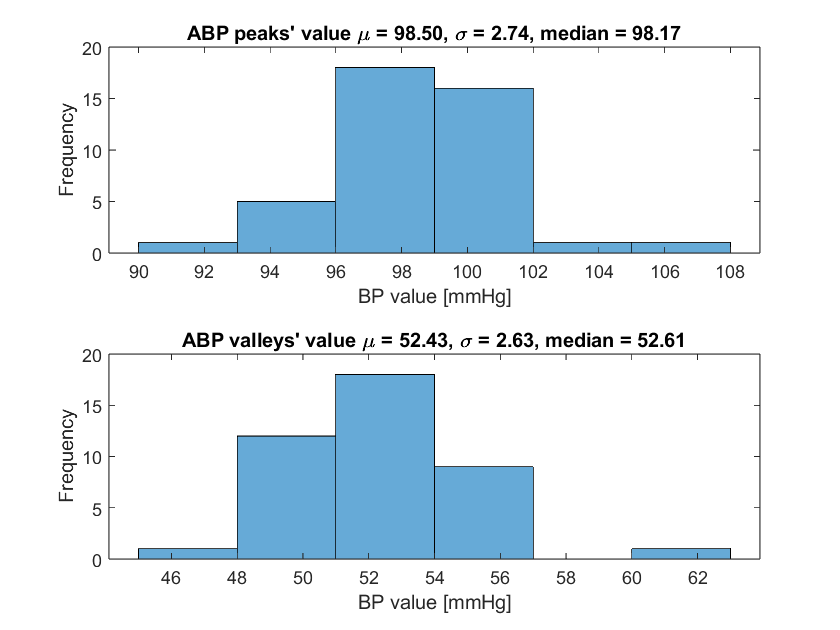 ABP peaks' value μ = 98.50, σ = 2.74, median = 98.17
20
15
10
5
0
Frequency
90 92 94 96 98 100 102 104 106 108
BP value [mmHg]
ABP valleys' value μ = 52.43, σ = 2.63, median = 52.61
20
15
10
5
0
Frequency
46 48 50 52 54 56 58 60 62
BP value [mmHg]